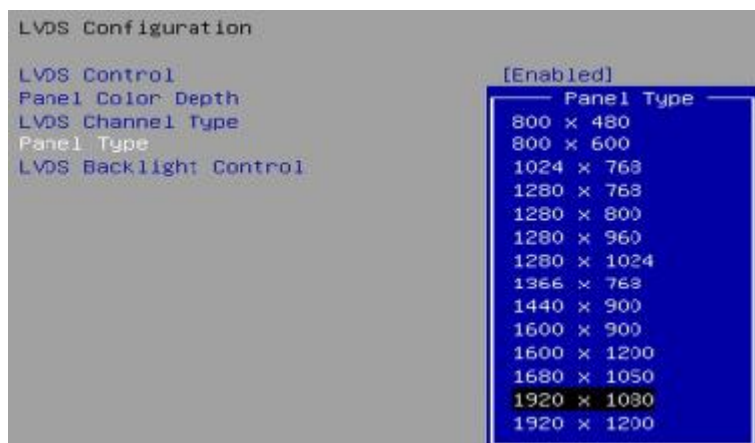 LVDS Configuration
LVDS Control [Enabled]
Panel Color Depth
LVDS Channel Type
Panel Type
LVDS Backlight Control
Panel Type
800 x 480
800 x 600
1024 x 768
1280 x 768
1280 x 800
1280 x 960
1280 x 1024
1366 x 768
1440 x 900
1600 x 900
1600 x 1200
1680 x 1050
1920 x 1080
1920 x 1200